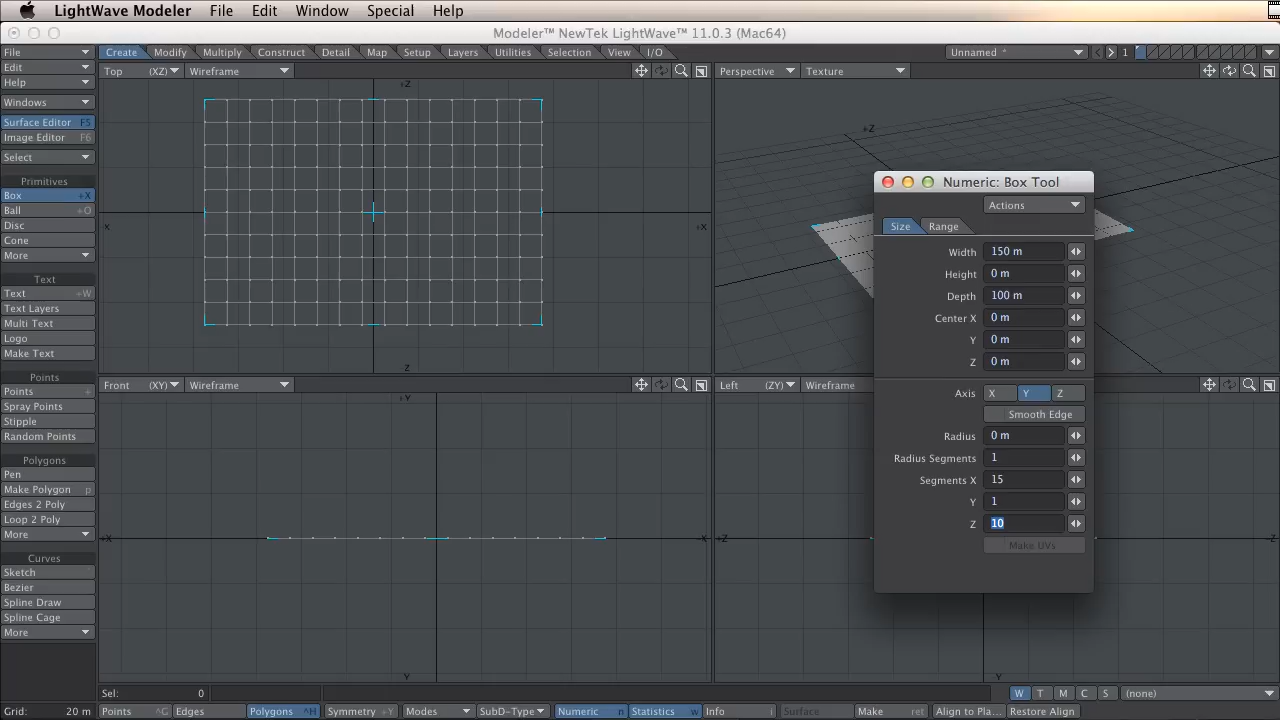 LightWave Modeler File Edit Window Special Help
Modeler™ NewTek LightWave™ 11.0.3 (Mac64)
File Create Modify Multiply Construct Detail Map Setup Layers Utilities Selection View I/O Unnamed * 1
Edit
Top (XZ) Wireframe Perspective Texture
Help
Windows
Surface Editor F5
Image Editor F6
Select
Primitives
Box +X
Ball +O
Disc
Cone
More
Text
Text +W
Text Layers
Multi Text
Logo
Make Text
Points
Points +
Spray Points
Stipple
Random Points
Polygons
Pen
Make Polygon p
Edges 2 Poly
Loop 2 Poly
More
Curves
Sketch
Bezier
Spline Draw
Spline Cage
More
+Z
X
-X
Z
+Z
Front (XY) Wireframe
+Y
+X
-X
Y
Left (ZY) Wireframe
+Z
-Z
Y
Numeric: Box Tool
Actions
Size Range
Width 150 m
Height 0 m
Depth 100 m
Center X 0 m
Y 0 m
Z 0 m
Axis X Y Z
Smooth Edge
Radius 0 m
Radius Segments 1
Segments X 15
Y 1
Z 10
Make UVs
Sel: 0 W T M C S (none)
Grid: 20 m Points ^G Edges Polygons ^H Symmetry +Y Modes SubD-Type Numeric n Statistics w Info i Surface Make ret Align to Pla... Restore Align